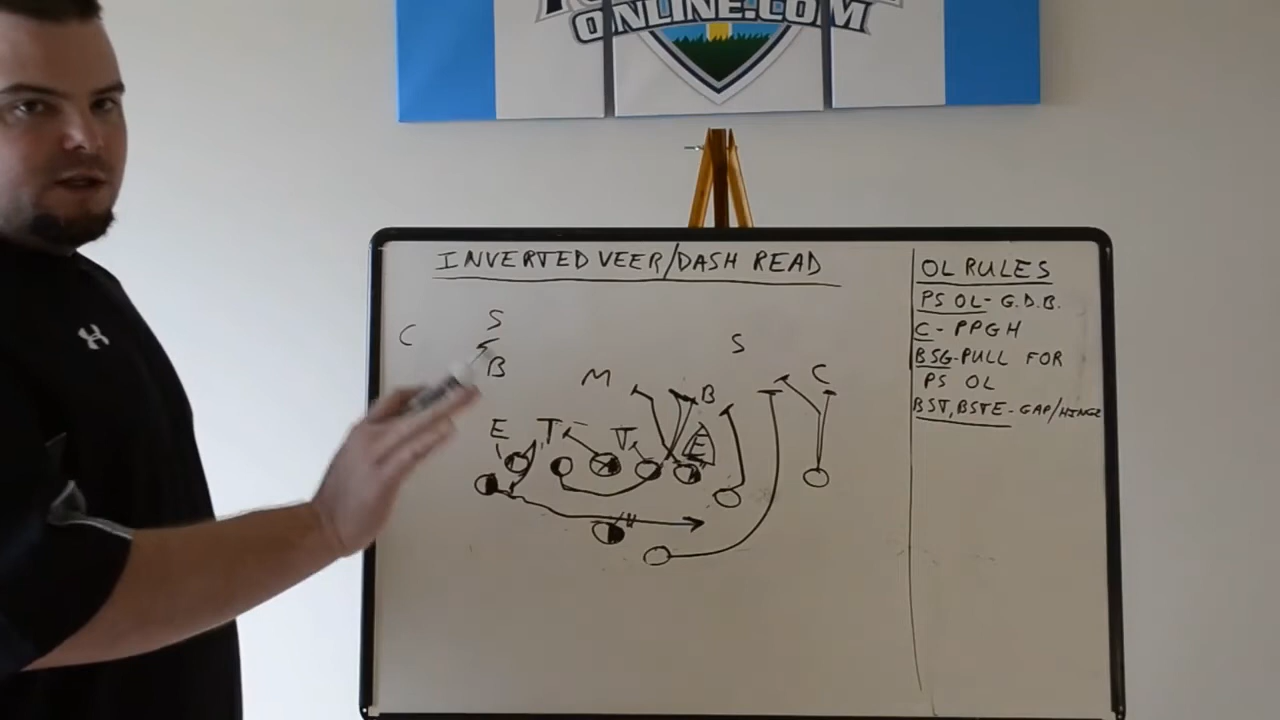 ONLINE.COM
INVERTED VEER/DASH READ
OL RULES
PS OL- G.D.B.
C- PPGH
BSG-PULL FOR
PS OL
BST, BSTE- GAP/HINGE
S
C
B
S
M
B
C
E
T
T
E